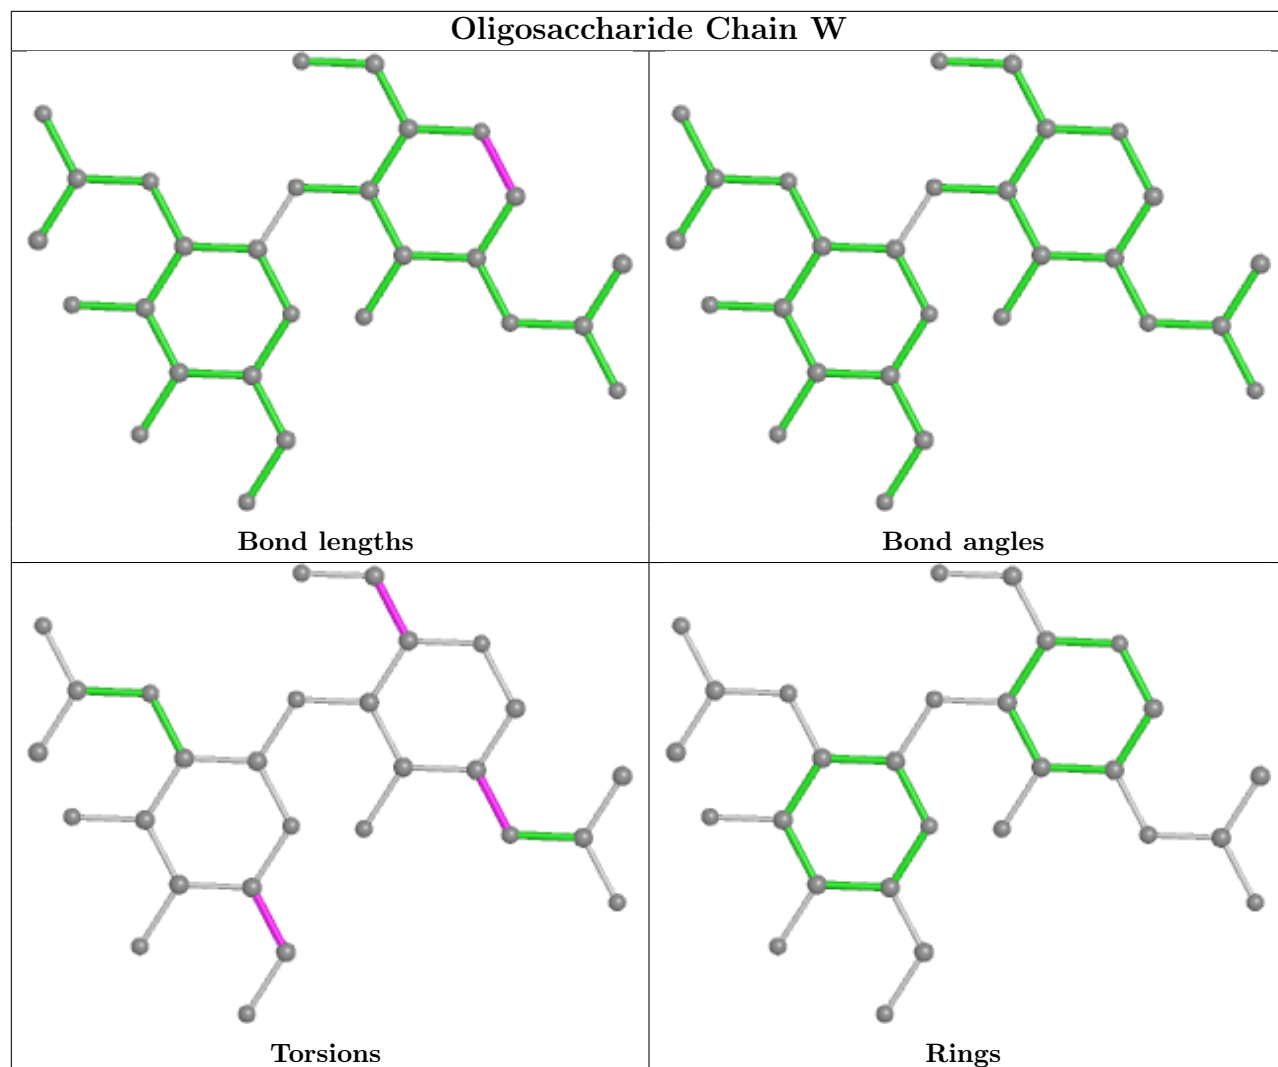 Oligosaccharide Chain W
Bond lengths
Bond angles
Torsions
Rings